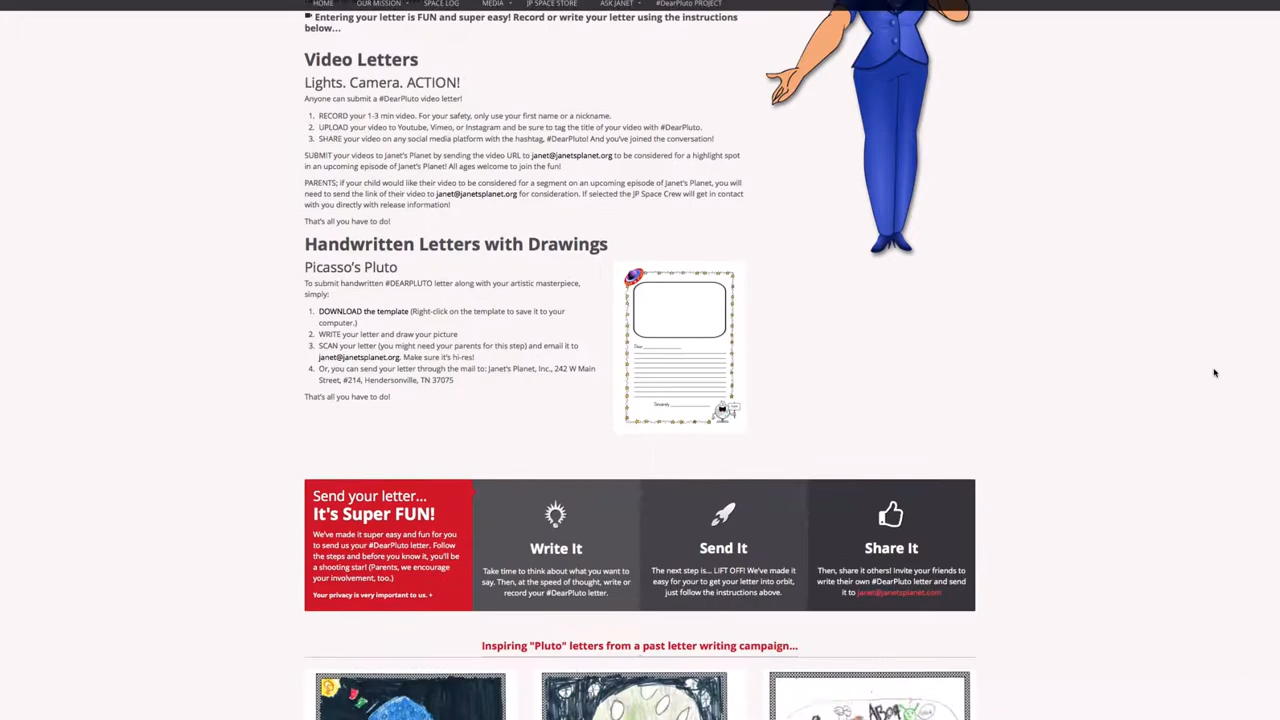 HOME OUR MISSION SPACE LOG MEDIA JP SPACE STORE ASK JANET #DearPluto PROJECT
Entering your letter is FUN and super easy! Record or write your letter using the instructions
below...
Video Letters
Lights. Camera. ACTION!
Anyone can submit a #DearPluto video letter!
1. RECORD your 1-3 min video. For your safety, only use your first name or a nickname.
2. UPLOAD your video to Youtube, Vimeo, or Instagram and be sure to tag the title of your video with #DearPluto.
3. SHARE your video on any social media platform with the hashtag, #DearPluto! And you've joined the conversation!
SUBMIT your videos to Janet's Planet by sending the video URL to janet@janetsplanet.org to be considered for a highlight spot
in an upcoming episode of Janet's Planet! All ages welcome to join the fun!
PARENTS; if your child would like their video to be considered for a segment on an upcoming episode of Janet's Planet, you will
need to send the link of their video to janet@janetsplanet.org for consideration. If selected the JP Space Crew will get in contact
with you directly with release information!
That's all you have to do!
Handwritten Letters with Drawings
Picasso's Pluto
To submit handwritten #DEARPLUTO letter along with your artistic masterpiece,
simply:
1. DOWNLOAD the template (Right-click on the template to save it to your
computer.)
2. WRITE your letter and draw your picture
3. SCAN your letter (you might need your parents for this step) and email it to
janet@janetsplanet.org. Make sure it's hi-res!
4. Or, you can send your letter through the mail to: Janet's Planet, Inc., 242 W Main
Street, #214, Hendersonville, TN 37075
That's all you have to do!
Dear
Sincerely
Send your letter...
It's Super FUN!
We've made it super easy and fun for you
to send us your #DearPluto letter. Follow
the steps and before you know it, you'll be
a shooting star! (Parents, we encourage
your involvement, too.)
Your privacy is very important to us. +
Write It
Take time to think about what you want to
say. Then, at the speed of thought, write or
record your #DearPluto letter.
Send It
The next step is... LIFT OFF! We've made it
easy for your to get your letter into orbit,
just follow the instructions above.
Share It
Then, share it others! Invite your friends to
write their own #DearPluto letter and send
it to janet@janetsplanet.com
Inspiring "Pluto" letters from a past letter writing campaign...